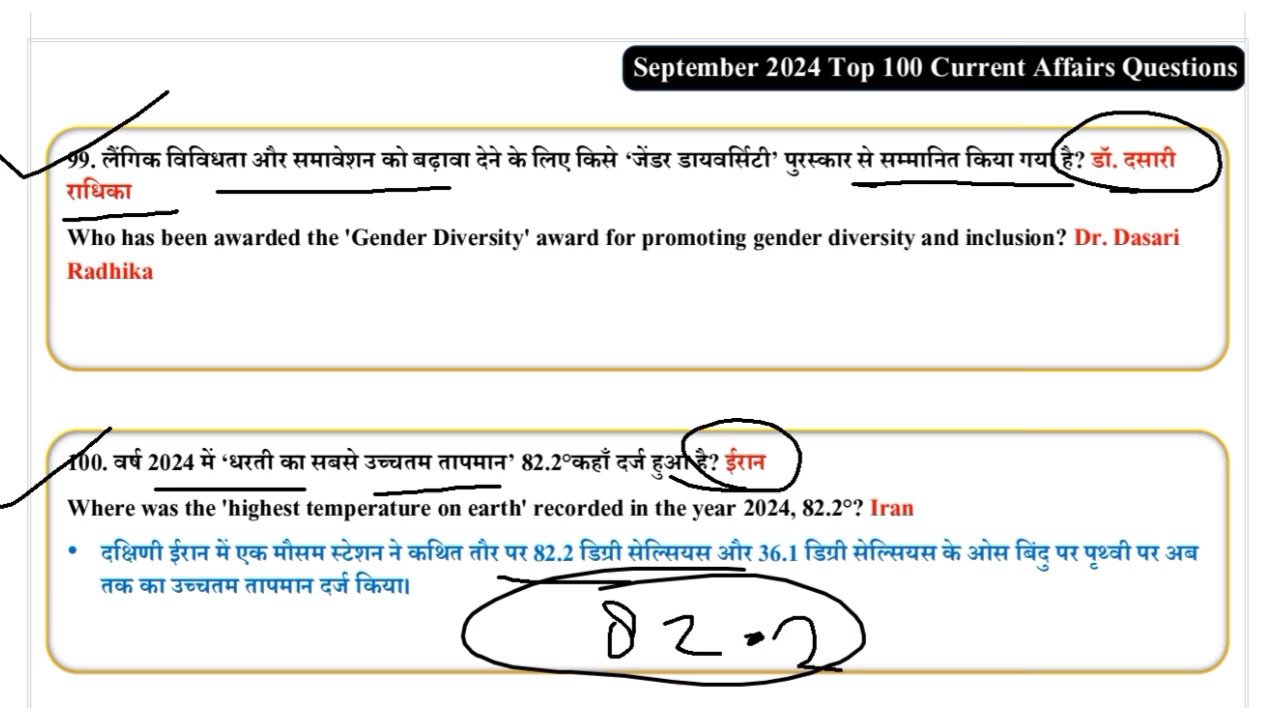 September 2024 Top 100 Current Affairs Questions
99. लैंगिक विविधता और समावेशन को बढ़ावा देने के लिए किसे ‘जेंडर डायवर्सिटी’ पुरस्कार से सम्मानित किया गया है? डॉ. दसारी
राधिका
Who has been awarded the 'Gender Diversity' award for promoting gender diversity and inclusion? Dr. Dasari
Radhika
100. वर्ष 2024 में ‘धरती का सबसे उच्चतम तापमान’ 82.2°कहाँ दर्ज हुआ है? ईरान
Where was the 'highest temperature on earth' recorded in the year 2024, 82.2°? Iran
• दक्षिणी ईरान में एक मौसम स्टेशन ने कथित तौर पर 82.2 डिग्री सेल्सियस और 36.1 डिग्री सेल्सियस के ओस बिंदु पर पृथ्वी पर अब
तक का उच्चतम तापमान दर्ज किया।
82.2